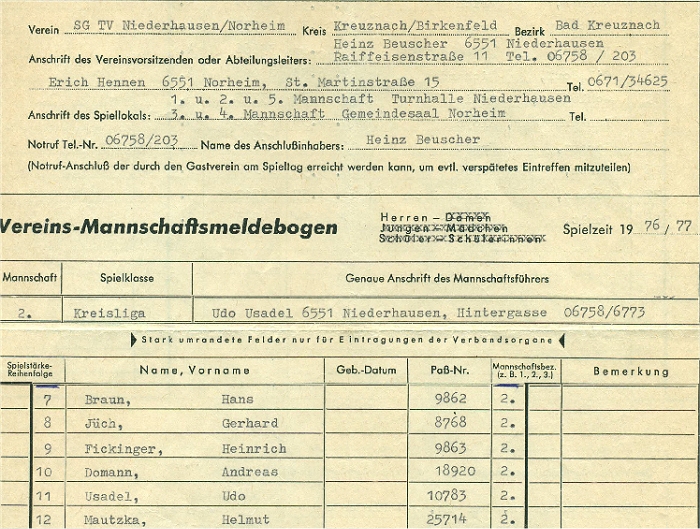 Verein SG TV Niederhausen/Norheim Kreis Kreuznach/Birkenfeld Bezirk Bad Kreuznach
Heinz Beuscher 6551 Niederhausen
Anschrift des Vereinsvorsitzenden oder Abteilungsleiters: Raiffeisenstraße 11 Tel. 06758 / 203
Erich Hennen 6551 Norheim, St. Martinstraße 15 Tel. 0671/34625
1. u. 2. u. 5. Mannschaft Turnhalle Niederhausen
Anschrift des Spiellokals: 3. u. 4. Mannschaft Gemeindesaal Norheim Tel.
Notruf Tel.-Nr. 06758/203 Name des Anschlußinhabers: Heinz Beuscher
(Notruf-Anschluß der durch den Gastverein am Spieltag erreicht werden kann, um evtl. verspätetes Eintreffen mitzuteilen)
Vereins-Mannschaftsmeldebogen
Herren – Damen
Jungen – Mädchen
Schüler – Schülerinnen
Spielzeit 19 76 / 77
Mannschaft Spielklasse Genaue Anschrift des Mannschaftsführers
2. Kreisliga Udo Usadel 6551 Niederhausen, Hintergasse 06758/6773
Stark umrandete Felder nur für Eintragungen der Verbandsorgane
Spielstärke-Reihenfolge Name, Vorname Geb.-Datum Paß-Nr. Mannschaftsbez. (z. B. 1., 2., 3.) Bemerkung
7 Braun, Hans 9862 2.
8 Jüch, Gerhard 8768 2.
9 Fickinger, Heinrich 9863 2.
10 Domann, Andreas 18920 2.
11 Usadel, Udo 10783 2.
12 Mautzka, Helmut 25714 2.